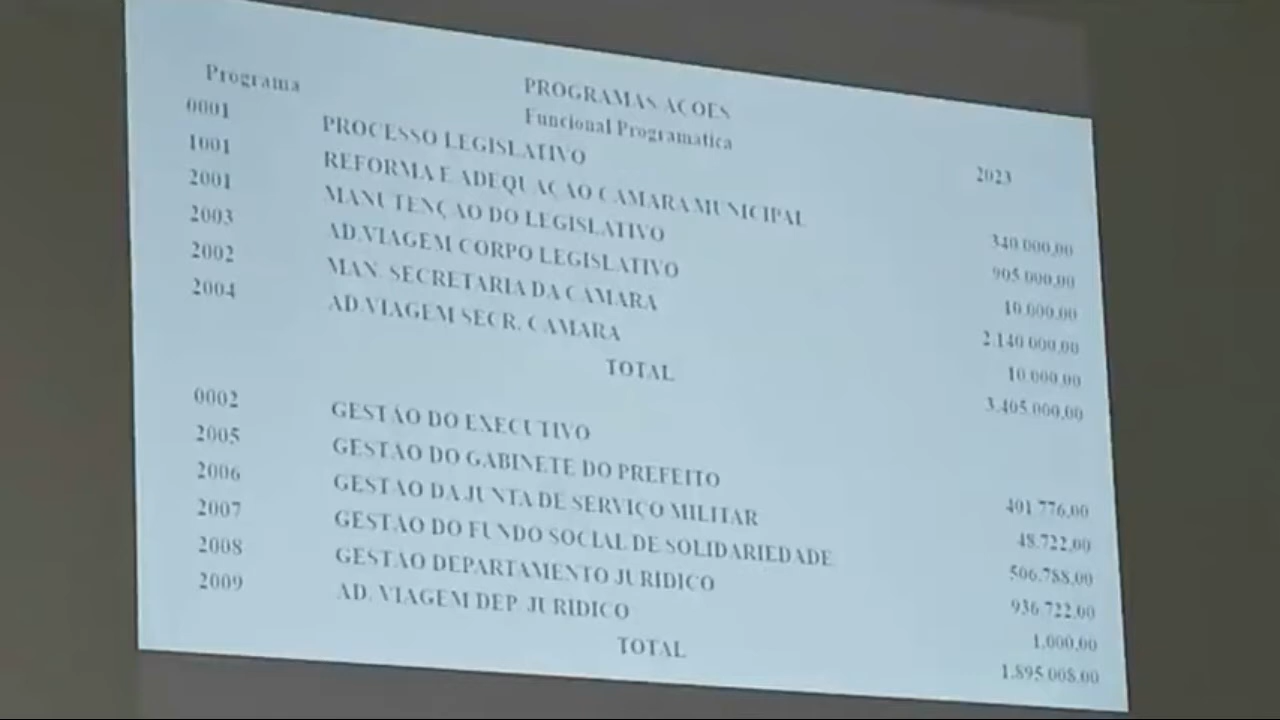 PROGRAMAS AÇOES
Programa Funcional Programatica 2023
0001 PROCESSO LEGISLATIVO
1001 REFORMA E ADEQUAÇAO CAMARA MUNICIPAL 340.000,00
2001 MANUTENÇAO DO LEGISLATIVO 905.000,00
2003 AD.VIAGEM CORPO LEGISLATIVO 10.000,00
2002 MAN. SECRETARIA DA CAMARA 2.140.000,00
2004 AD.VIAGEM SECR. CAMARA 10.000,00
TOTAL 3.405.000,00
0002 GESTÃO DO EXECUTIVO
2005 GESTAO DO GABINETE DO PREFEITO 401.776,00
2006 GESTAO DA JUNTA DE SERVIÇO MILITAR 48.722,00
2007 GESTAO DO FUNDO SOCIAL DE SOLIDARIEDADE 506.788,00
2008 GESTAO DEPARTAMENTO JURIDICO 936.722,00
2009 AD. VIAGEM DEP. JURIDICO 1.000,00
TOTAL 1.895.008,00